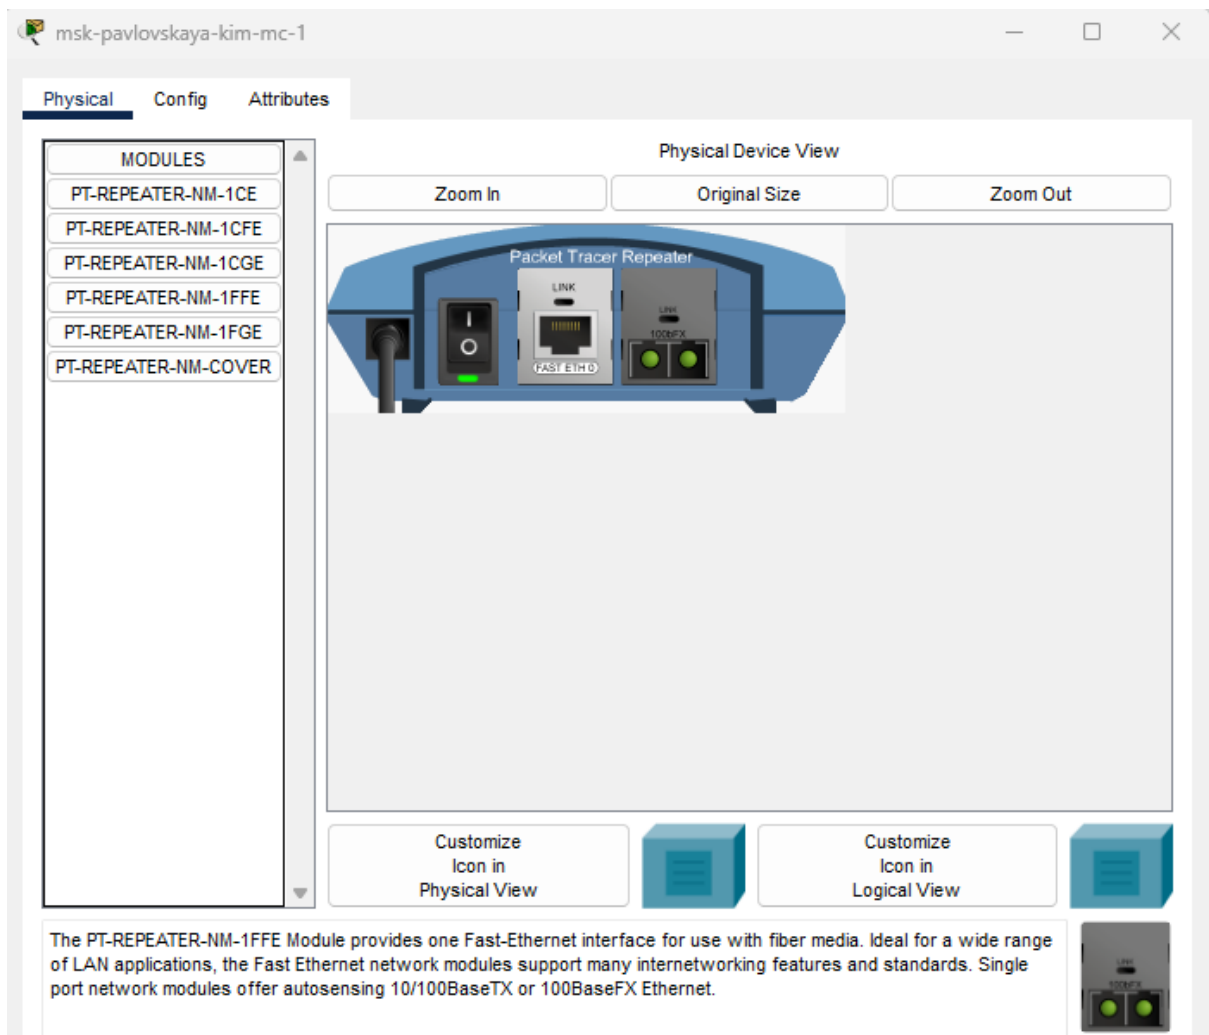 msk-pavlovskaya-kim-mc-1
Physical Config Attributes
MODULES
PT-REPEATER-NM-1CE
PT-REPEATER-NM-1CFE
PT-REPEATER-NM-1CGE
PT-REPEATER-NM-1FFE
PT-REPEATER-NM-1FGE
PT-REPEATER-NM-COVER
Physical Device View
Zoom In Original Size Zoom Out
Packet Tracer Repeater
LINK
FAST ETH 0
LINK
100bFX
Customize
Icon in
Physical View
Customize
Icon in
Logical View
The PT-REPEATER-NM-1FFE Module provides one Fast-Ethernet interface for use with fiber media. Ideal for a wide range
of LAN applications, the Fast Ethernet network modules support many internetworking features and standards. Single
port network modules offer autosensing 10/100BaseTX or 100BaseFX Ethernet.
LINK
100bFX